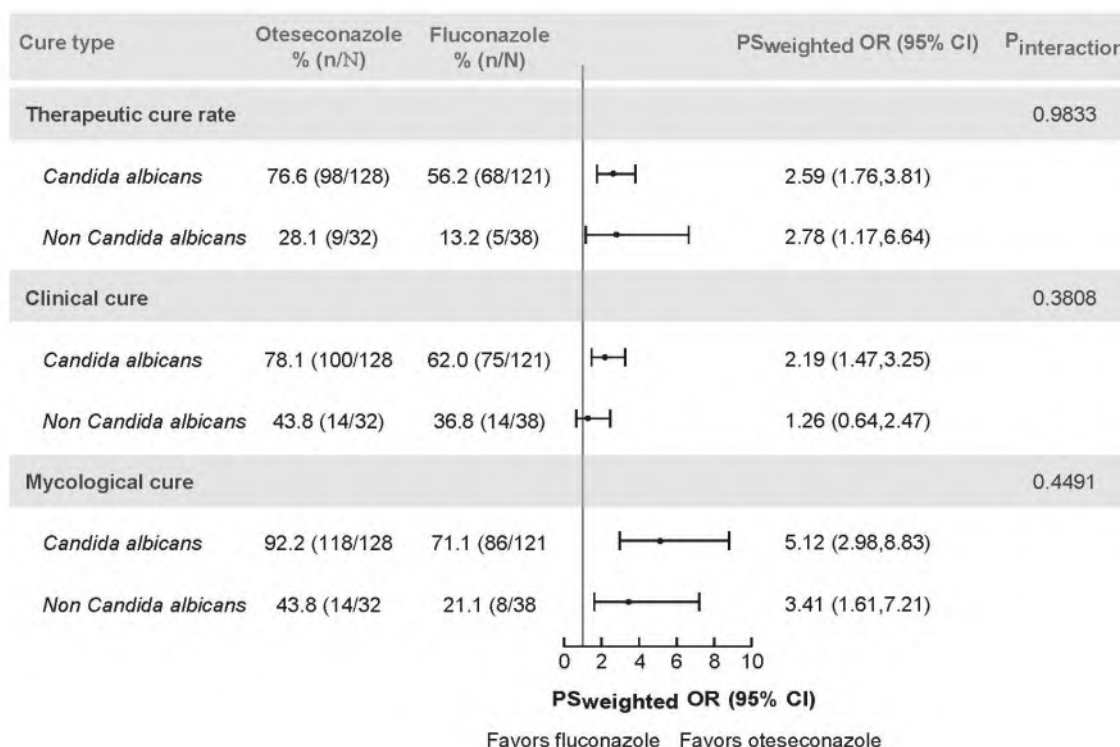 Cure type Oteseconazole % (n/N) Fluconazole % (n/N) PSweighted OR (95% CI) Pinteraction
Therapeutic cure rate 0.9833
Candida albicans 76.6 (98/128) 56.2 (68/121) 2.59 (1.76,3.81)
Non Candida albicans 28.1 (9/32) 13.2 (5/38) 2.78 (1.17,6.64)
Clinical cure 0.3808
Candida albicans 78.1 (100/128 62.0 (75/121) 2.19 (1.47,3.25)
Non Candida albicans 43.8 (14/32) 36.8 (14/38) 1.26 (0.64,2.47)
Mycological cure 0.4491
Candida albicans 92.2 (118/128 71.1 (86/121 5.12 (2.98,8.83)
Non Candida albicans 43.8 (14/32 21.1 (8/38 3.41 (1.61,7.21)
0 2 4 6 8 10
PSweighted OR (95% CI)
Favors fluconazole Favors oteseconazole